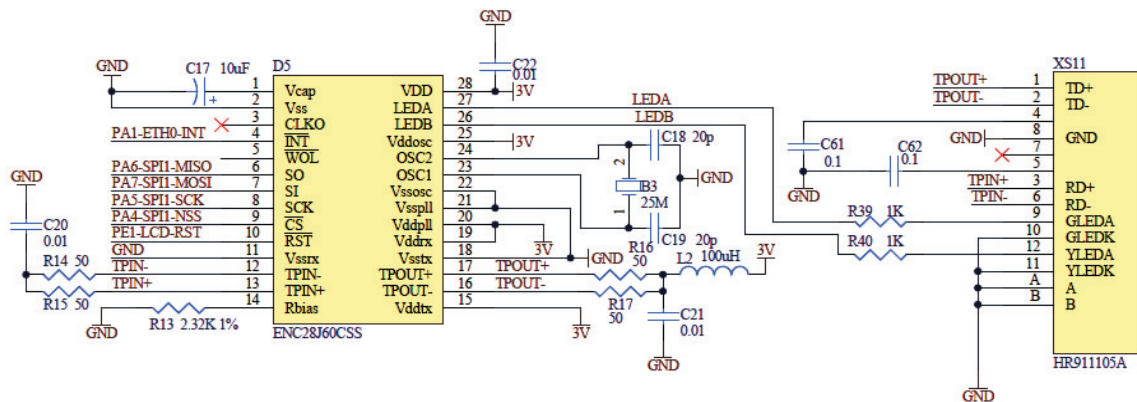 GND
D5
XS11
GND
C17 10uF
C22
0.01
3V
1 Vcap VDD 28
2 Vss LEDA 27 LEDA
3 CLKO LEDB 26 LEDB
PA1-ETH0-INT 4 INT Vddosc 25 3V
5 WOL OSC2 24
PA6-SPI1-MISO 6 SO OSC1 23
PA7-SPI1-MOSI 7 SI Vssosc 22
PA5-SPI1-SCK 8 SCK Vsspll 21
PA4-SPI1-NSS 9 CS Vddpll 20
PE1-LCD-RST 10 RST Vddrx 19
GND 11 Vssrx Vsstx 18
TPIN- 12 TPIN- TPOUT+ 17 TPOUT+
TPIN+ 13 TPIN+ TPOUT- 16 TPOUT-
14 Rbias Vddtx 15
ENC28J60CSS
GND
C20
0.01
R14 50
R15 50
GND
R13 2.32K 1%
C18 20p
2
B3
25M
1
GND
C19 20p
3V
GND
R16
50
L2
100uH
3V
R17
50
C21
0.01
GND
3V
TPOUT+ 1 TD+
TPOUT- 2 TD-
4
GND 8 GND
7
5
TPIN+ 3 RD+
TPIN- 6 RD-
9 GLEDA
10 GLEDK
12 YLEDA
11 YLEDK
A A
B B
C61
0.1
C62
0.1
GND
R39 1K
R40 1K
HR911105A
GND